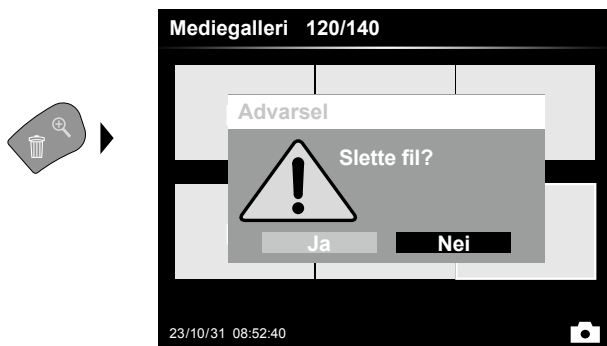 Mediegalleri 120/140
Advarsel
Slette fil?
Ja Nei
23/10/31 08:52:40